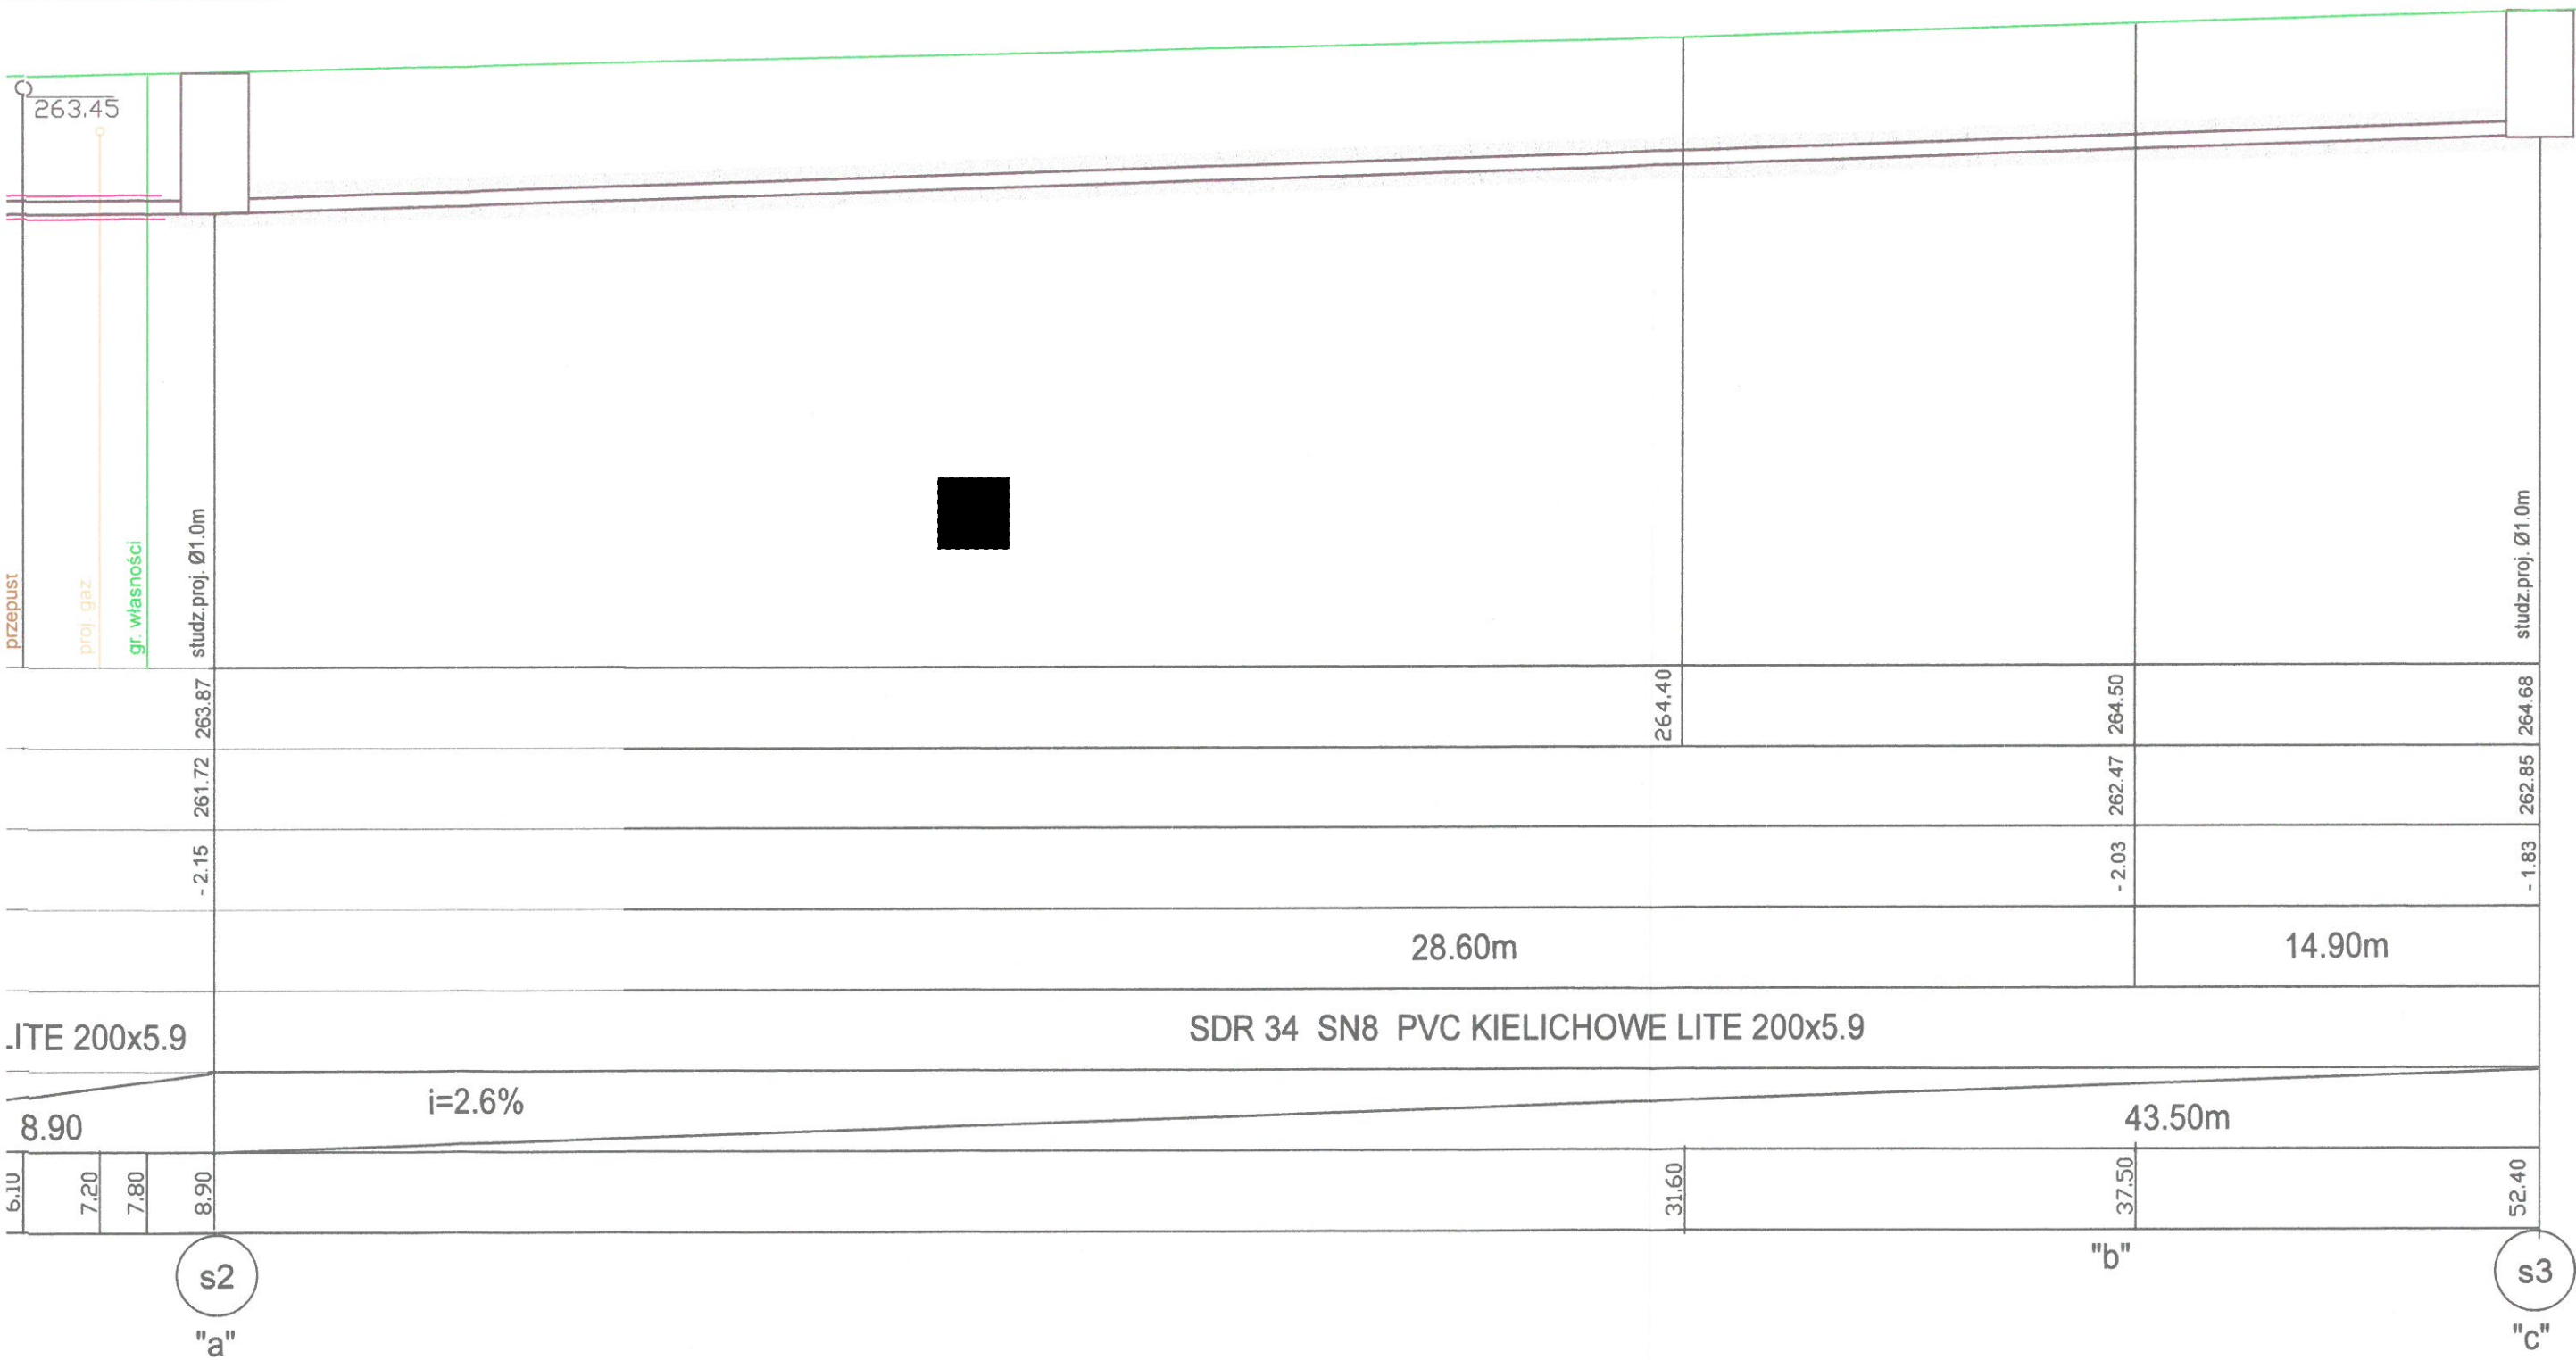 263.45
przepust
proj gaz
gr. własności
studz.proj. Ø1.0m
studz.proj. Ø1.0m
263.87
264.40
264.50
264.68
261.72
262.47
262.85
- 2.15
- 2.03
- 1.83
28.60m
14.90m
LITE 200x5.9
SDR 34 SN8 PVC KIELICHOWE LITE 200x5.9
i=2.6%
8.90
43.50m
6.10
7.20
7.80
8.90
31.60
37.50
52.40
s2
"b"
s3
"a"
"c"